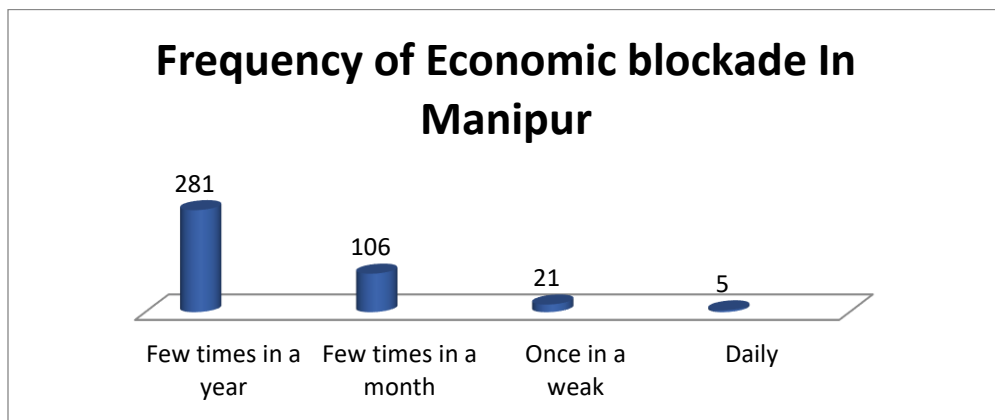 Frequency of Economic blockade In
Manipur
281
106
21
5
Few times in a
year
Few times in a
month
Once in a
weak
Daily